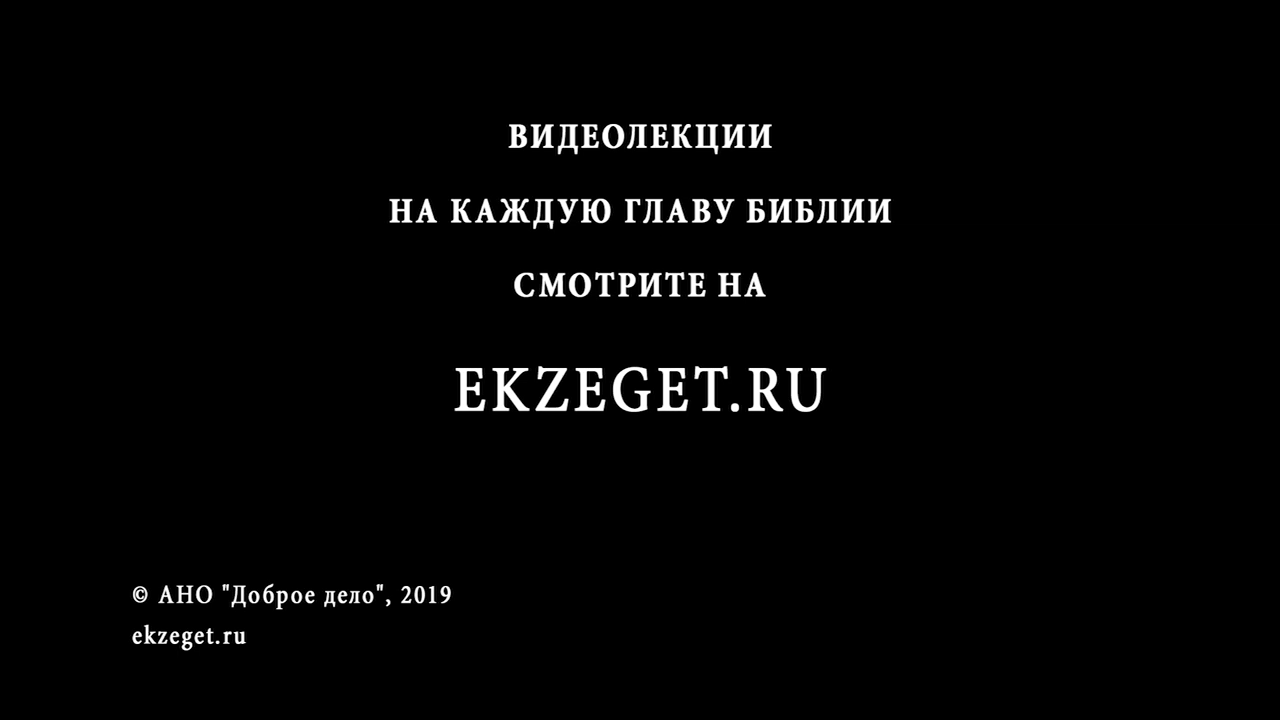 ВИДЕОЛЕКЦИИ
НА КАЖДУЮ ГЛАВУ БИБЛИИ
СМОТРИТЕ НА
EKZEGET.RU
© АНО "Доброе дело", 2019
ekzeget.ru